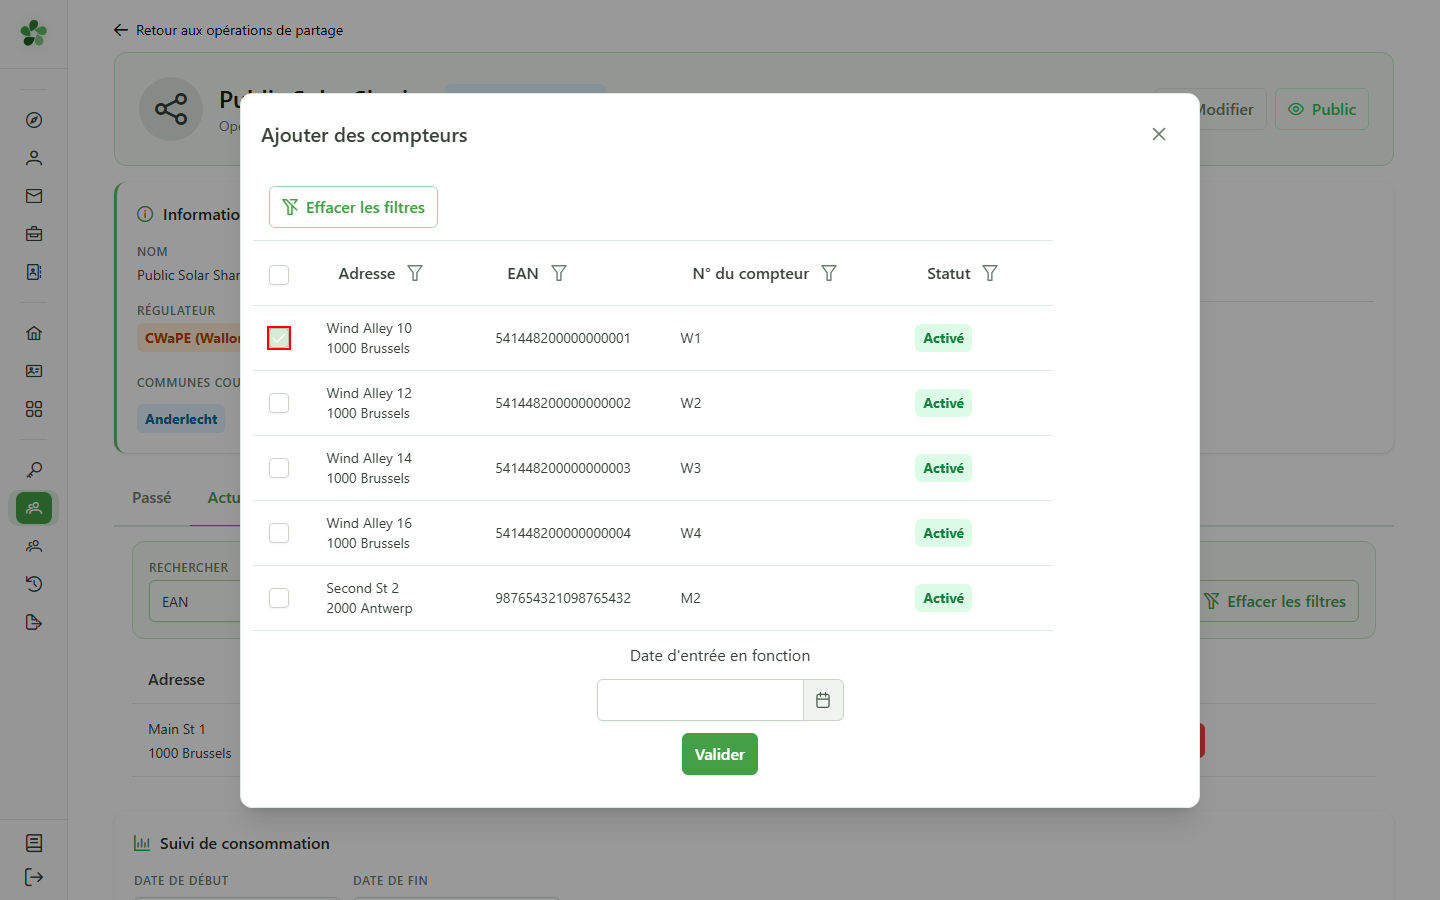 Retour aux opérations de partage
Modifier
Public
Ajouter des compteurs
Effacer les filtres
Adresse
EAN
N° du compteur
Statut
Wind Alley 10
1000 Brussels
541448200000000001
W1
Activé
Wind Alley 12
1000 Brussels
541448200000000002
W2
Activé
Wind Alley 14
1000 Brussels
541448200000000003
W3
Activé
Wind Alley 16
1000 Brussels
541448200000000004
W4
Activé
Second St 2
2000 Antwerp
987654321098765432
M2
Activé
Date d'entrée en fonction
Valider
NOM
Public Solar Shar
RÉGULATEUR
CWaPE (Wallon
COMMUNES COU
Anderlecht
Passé
Actu
RECHERCHER
EAN
Effacer les filtres
Adresse
Main St 1
1000 Brussels
Suivi de consommation
DATE DE DÉBUT
DATE DE FIN